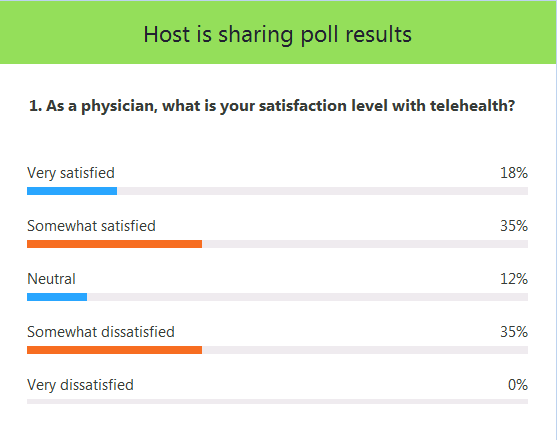 Host is sharing poll results
1. As a physician, what is your satisfaction level with telehealth?
Very satisfied 18%
Somewhat satisfied 35%
Neutral 12%
Somewhat dissatisfied 35%
Very dissatisfied 0%